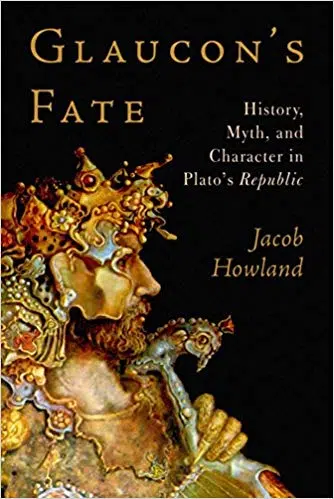 GLAUCON'S
FATE
History,
Myth, and
Character in
Plato's Republic
Jacob
Howland